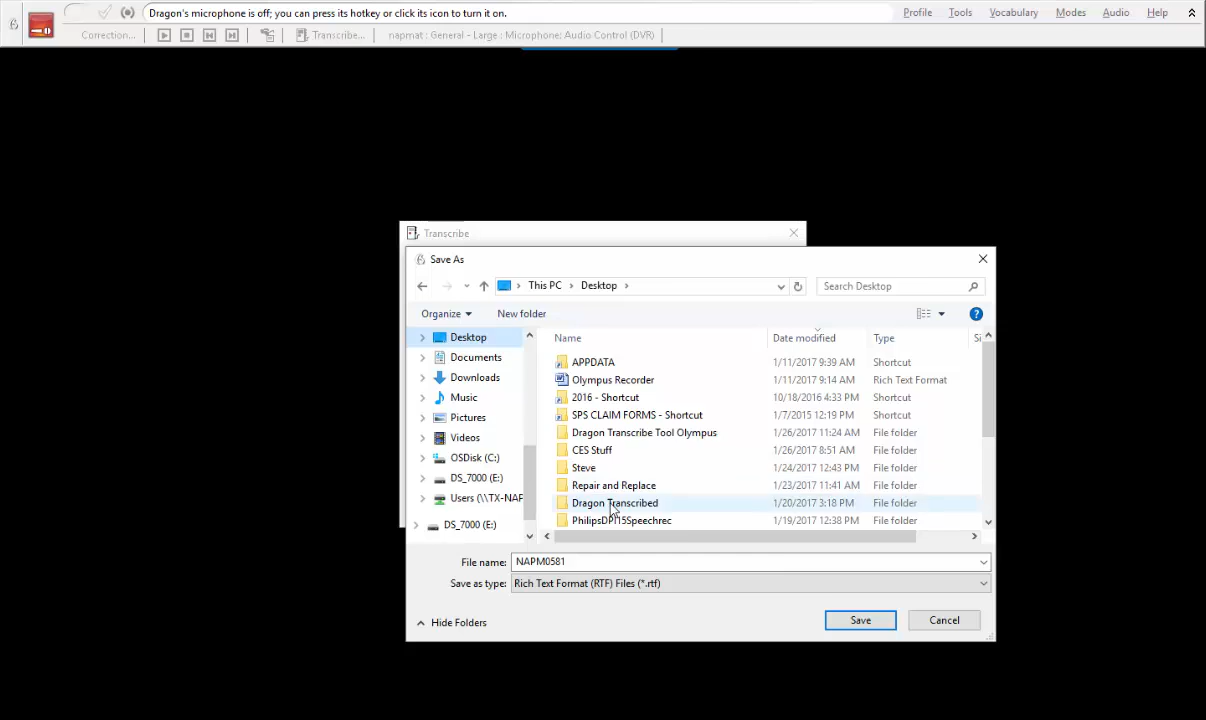 Dragon's microphone is off; you can press its hotkey or click its icon to turn it on.
Profile Tools Vocabulary Modes Audio Help
Correction... Transcribe... napmat : General - Large : Microphone; Audio Control (DVR)
Transcribe
Save As
This PC › Desktop ›
Search Desktop
Organize New folder
Name Date modified Type Si
Desktop
Documents
Downloads
Music
Pictures
Videos
OSDisk (C:)
DS_7000 (E:)
Users (\\TX-NAP
DS_7000 (E:)
APPDATA 1/11/2017 9:39 AM Shortcut
Olympus Recorder 1/11/2017 9:14 AM Rich Text Format
2016 - Shortcut 10/18/2016 4:33 PM Shortcut
SPS CLAIM FORMS - Shortcut 1/7/2015 12:19 PM Shortcut
Dragon Transcribe Tool Olympus 1/26/2017 11:24 AM File folder
CES Stuff 1/26/2017 8:51 AM File folder
Steve 1/24/2017 12:43 PM File folder
Repair and Replace 1/23/2017 11:41 AM File folder
Dragon Transcribed 1/20/2017 3:18 PM File folder
PhilipsDPI15Speechrec 1/19/2017 12:38 PM File folder
File name: NAPM0581
Save as type: Rich Text Format (RTF) Files (*.rtf)
Hide Folders Save Cancel